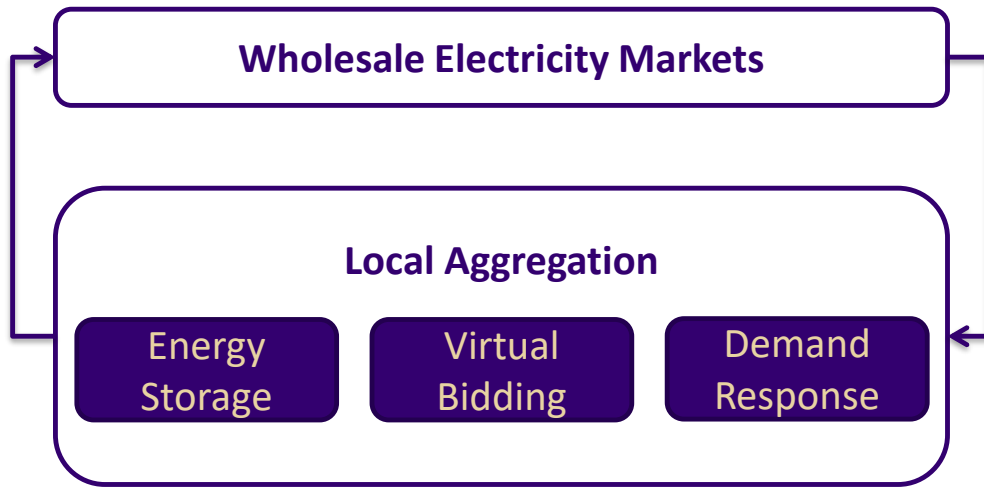 Wholesale Electricity Markets
Local Aggregation
Energy
Storage
Virtual
Bidding
Demand
Response